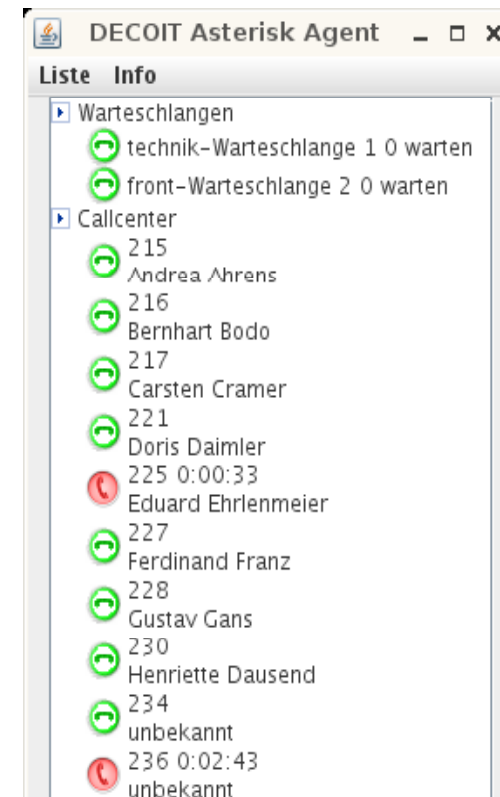 DECOIT Asterisk Agent
Liste Info
Warteschlangen
technik-Warteschlange 1 0 warten
front-Warteschlange 2 0 warten
Callcenter
215
Andrea Ahrens
216
Bernhart Bodo
217
Carsten Cramer
221
Doris Daimler
225 0:00:33
Eduard Ehrlenmeier
227
Ferdinand Franz
228
Gustav Gans
230
Henriette Dausend
234
unbekannt
236 0:02:43
unbekannt